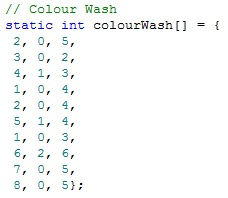 // Colour Wash
static int colourWash[] = {
2, 0, 5,
3, 0, 2,
4, 1, 3,
1, 0, 4,
2, 0, 4,
5, 1, 4,
1, 0, 3,
6, 2, 6,
7, 0, 5,
8, 0, 5};